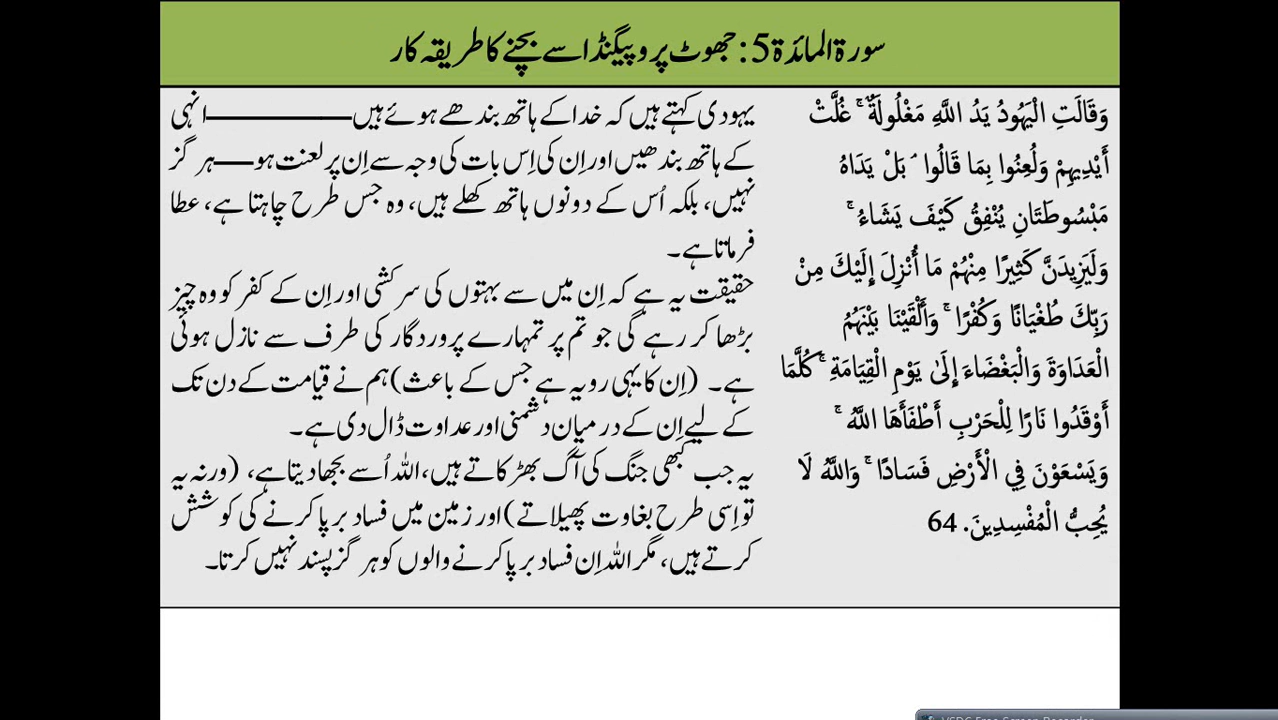 سورۃ المائدۃ 5: جھوٹ پروپیگنڈا سے بچنے کا طریقہ کار
وَقَالَتِ الْيَهُودُ يَدُ اللَّهِ مَغْلُولَةٌ ۚ غُلَّتْ
أَيْدِيهِمْ وَلُعِنُوا بِمَا قَالُوا ۘ بَلْ يَدَاهُ
مَبْسُوطَتَانِ يُنْفِقُ كَيْفَ يَشَاءُ ۚ
وَلَيَزِيدَنَّ كَثِيرًا مِنْهُمْ مَا أُنْزِلَ إِلَيْكَ مِنْ
رَبِّكَ طُغْيَانًا وَكُفْرًا ۚ وَأَلْقَيْنَا بَيْنَهُمُ
الْعَدَاوَةَ وَالْبَغْضَاءَ إِلَىٰ يَوْمِ الْقِيَامَةِ ۚ كُلَّمَا
أَوْقَدُوا نَارًا لِلْحَرْبِ أَطْفَأَهَا اللَّهُ ۚ
وَيَسْعَوْنَ فِي الْأَرْضِ فَسَادًا ۚ وَاللَّهُ لَا
يُحِبُّ الْمُفْسِدِينَ. 64
یہودی کہتے ہیں کہ خدا کے ہاتھ بندھے ہوئے ہیں ــــــــــ انہی
کے ہاتھ بندھیں اور اِن کی اِس بات کی وجہ سے اِن پر لعنت ہو ـــ ہر گز
نہیں، بلکہ اُس کے دونوں ہاتھ کھلے ہیں، وہ جس طرح چاہتا ہے، عطا
فرماتا ہے۔
حقیقت یہ ہے کہ اِن میں سے بہتوں کی سرکشی اور اِن کے کفر کو وہ چیز
بڑھا کر رہے گی جو تم پر تمہارے پروردگار کی طرف سے نازل ہوئی
ہے۔ (اِن کا یہی رویہ ہے جس کے باعث) ہم نے قیامت کے دن تک
کے لیے اِن کے درمیان دشمنی اور عداوت ڈال دی ہے۔
یہ جب کبھی جنگ کی آگ بھڑکاتے ہیں، اللہ اُسے بجھا دیتا ہے، (ورنہ یہ
تو اِسی طرح بغاوت پھیلاتے) اور زمین میں فساد برپا کرنے کی کوشش
کرتے ہیں، مگر اللہ اِن فساد برپا کرنے والوں کو ہر گز پسند نہیں کرتا۔